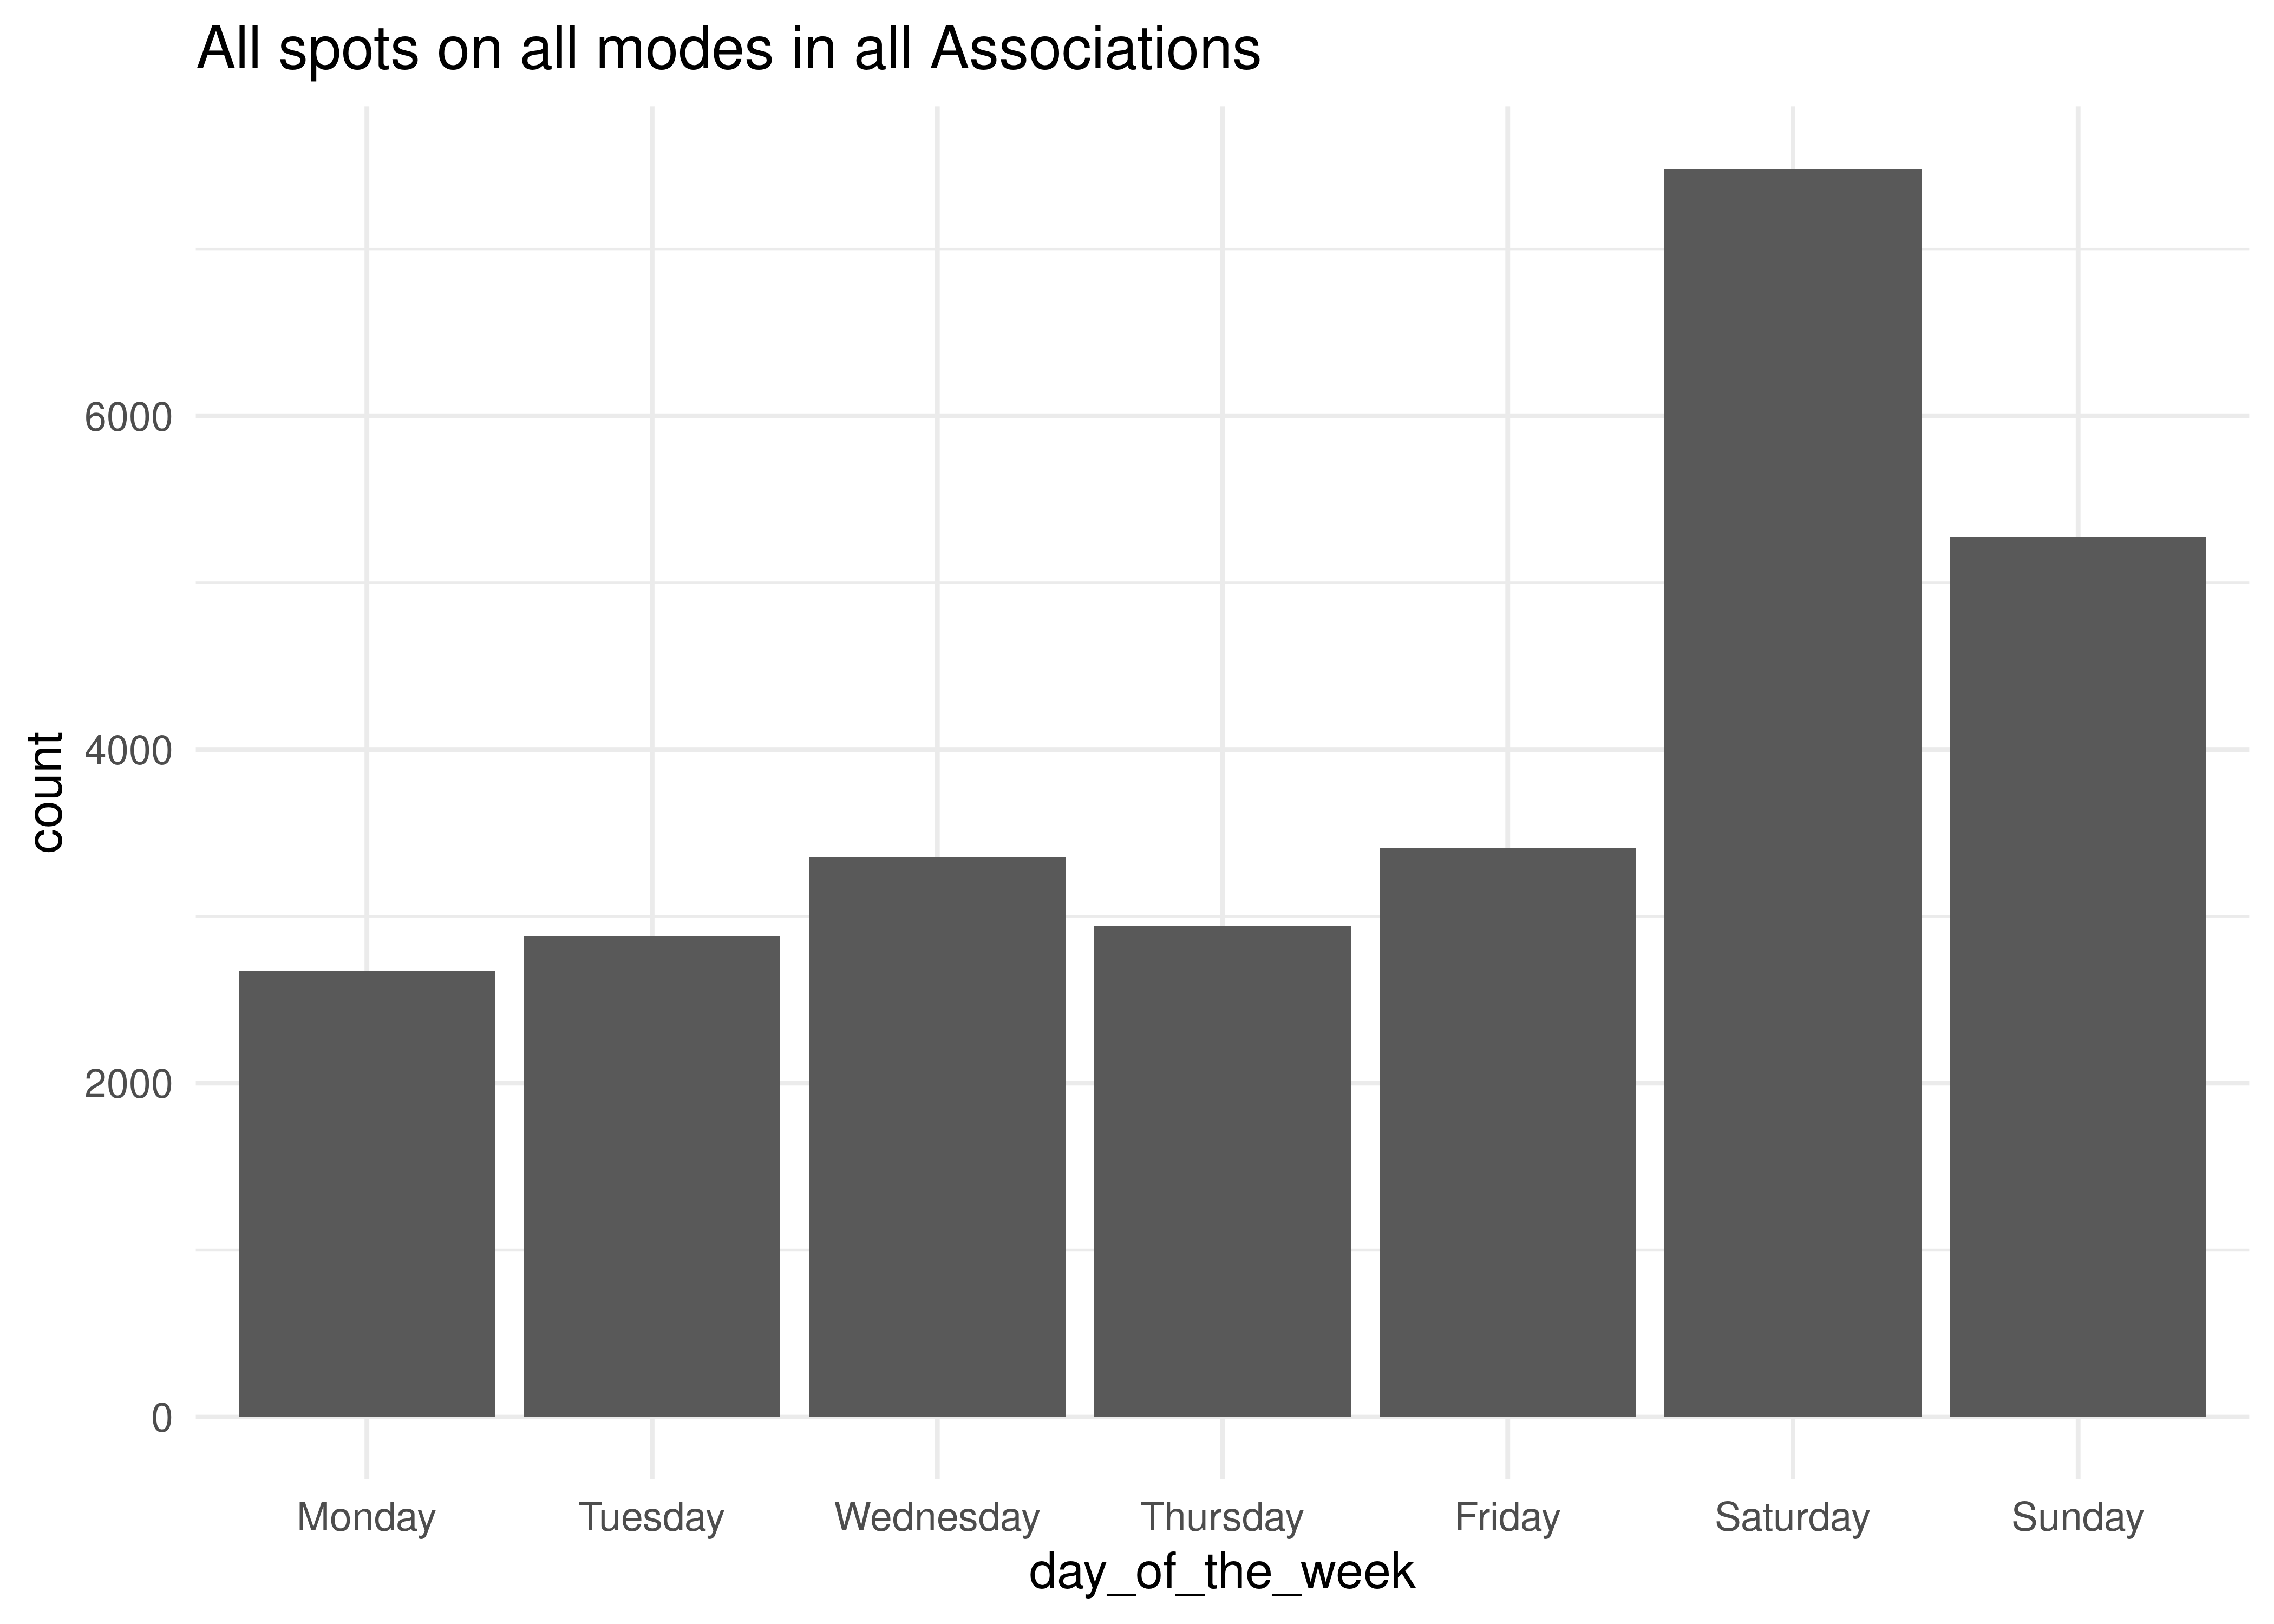 All spots on all modes in all Associations
count
6000
4000
2000
0
Monday Tuesday Wednesday Thursday Friday Saturday Sunday
day_of_the_week